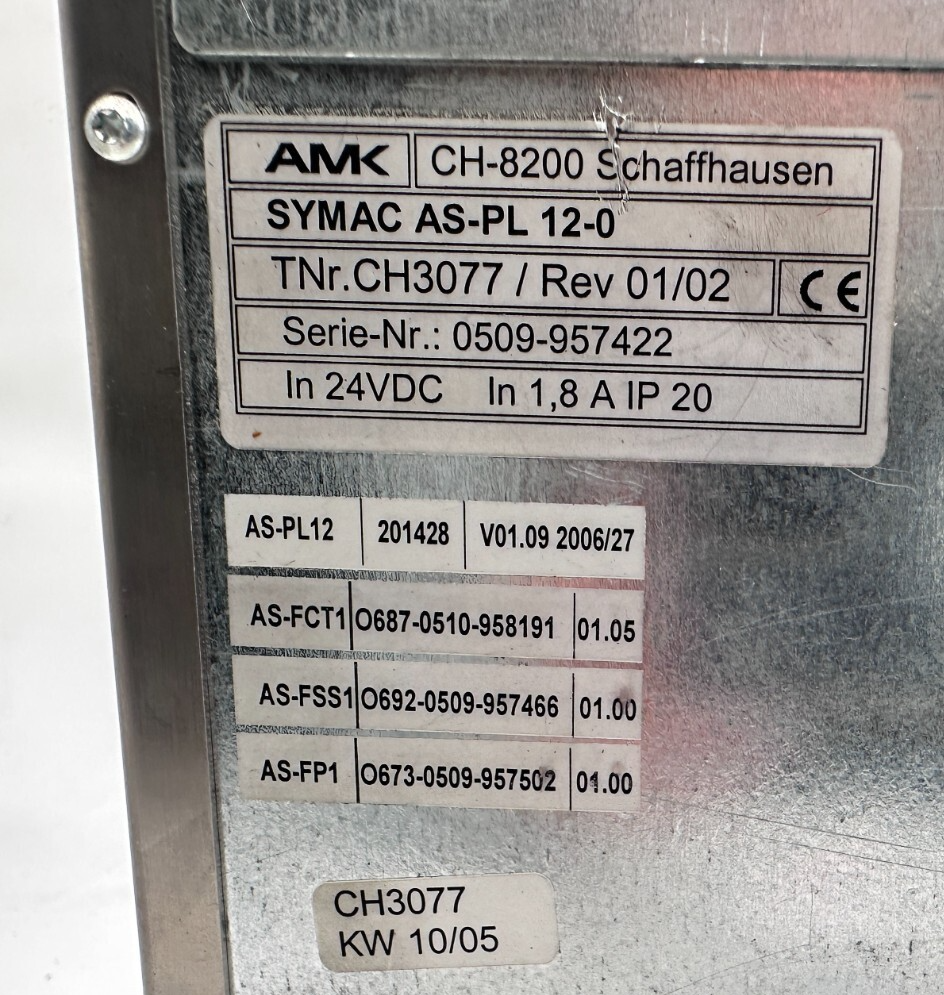 AMK CH-8200 Schaffhausen
SYMAC AS-PL 12-0
TNr.CH3077 / Rev 01/02 CE
Serie-Nr.: 0509-957422
In 24VDC In 1,8 A IP 20
AS-PL12 201428 V01.09 2006/27
AS-FCT1 O687-0510-958191 01.05
AS-FSS1 O692-0509-957466 01.00
AS-FP1 O673-0509-957502 01.00
CH3077
KW 10/05